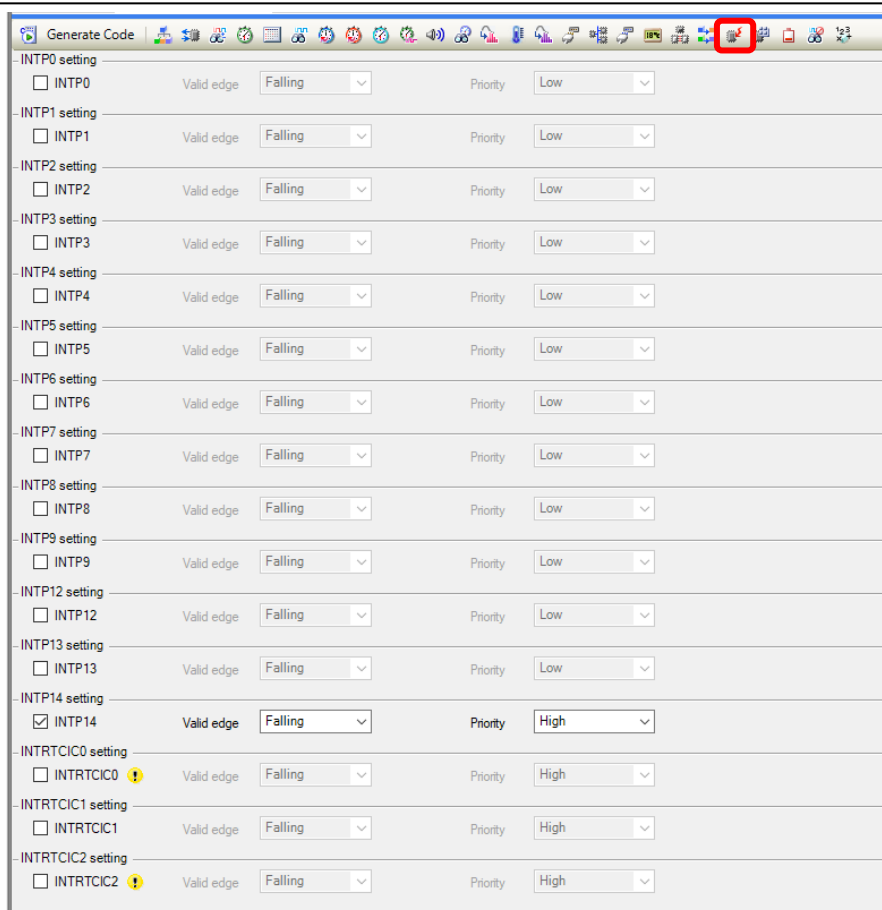 Generate Code
INTP0 setting
INTP0 Valid edge Falling Priority Low
INTP1 setting
INTP1 Valid edge Falling Priority Low
INTP2 setting
INTP2 Valid edge Falling Priority Low
INTP3 setting
INTP3 Valid edge Falling Priority Low
INTP4 setting
INTP4 Valid edge Falling Priority Low
INTP5 setting
INTP5 Valid edge Falling Priority Low
INTP6 setting
INTP6 Valid edge Falling Priority Low
INTP7 setting
INTP7 Valid edge Falling Priority Low
INTP8 setting
INTP8 Valid edge Falling Priority Low
INTP9 setting
INTP9 Valid edge Falling Priority Low
INTP12 setting
INTP12 Valid edge Falling Priority Low
INTP13 setting
INTP13 Valid edge Falling Priority Low
INTP14 setting
INTP14 Valid edge Falling Priority High
INTRTCIC0 setting
INTRTCIC0 Valid edge Falling Priority High
INTRTCIC1 setting
INTRTCIC1 Valid edge Falling Priority High
INTRTCIC2 setting
INTRTCIC2 Valid edge Falling Priority High